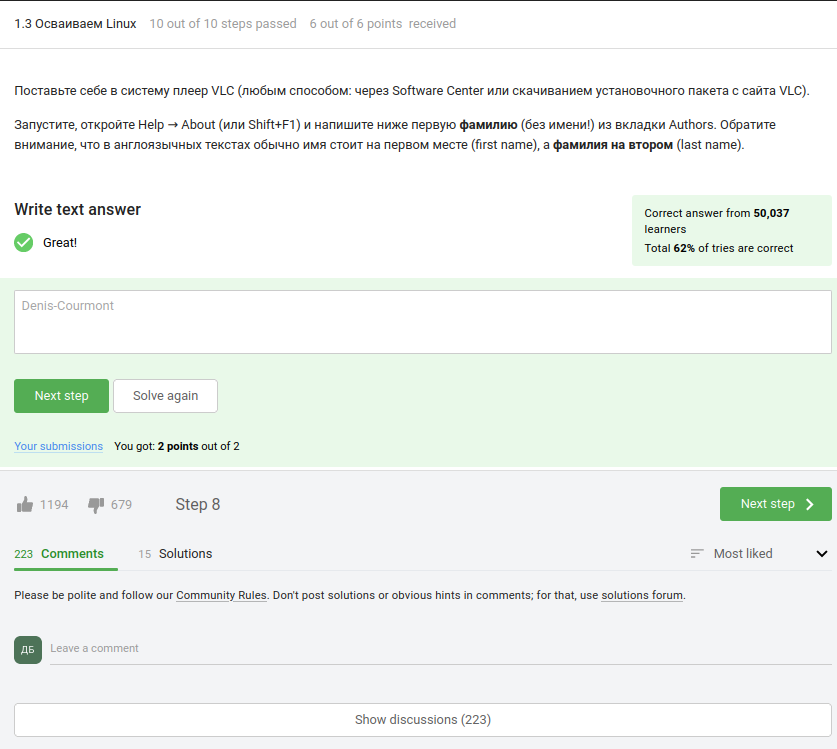 1.3 Осваиваем Linux 10 out of 10 steps passed 6 out of 6 points received
Поставьте себе в систему плеер VLC (любым способом: через Software Center или скачиванием установочного пакета с сайта VLC).
Запустите, откройте Help → About (или Shift+F1) и напишите ниже первую фамилию (без имени!) из вкладки Authors. Обратите
внимание, что в англоязычных текстах обычно имя стоит на первом месте (first name), а фамилия на втором (last name).
Write text answer
Correct answer from 50,037
learners
Total 62% of tries are correct
Great!
Denis-Courmont
Next step Solve again
Your submissions You got: 2 points out of 2
1194 679 Step 8 Next step
223 Comments 15 Solutions Most liked
Please be polite and follow our Community Rules. Don't post solutions or obvious hints in comments; for that, use solutions forum.
ДБ Leave a comment
Show discussions (223)